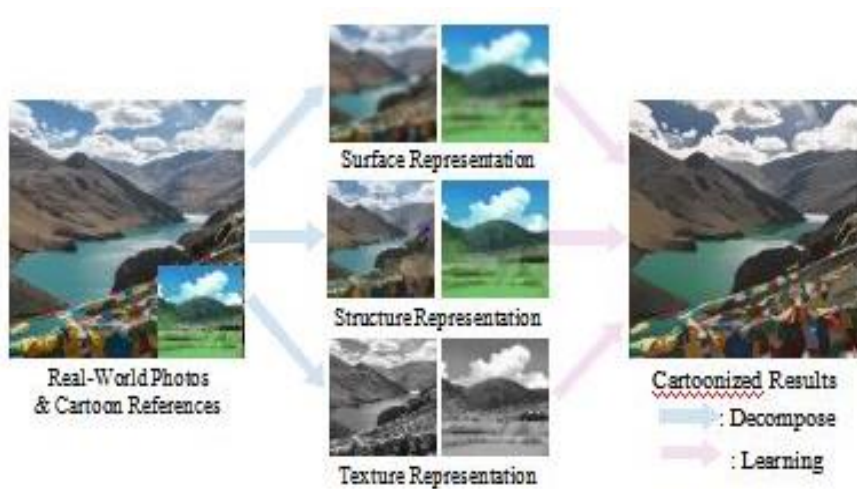 Surface Representation
Structure Representation
Real-World Photos
& Cartoon References
Texture Representation
Cartoonized Results
: Decompose
: Learning